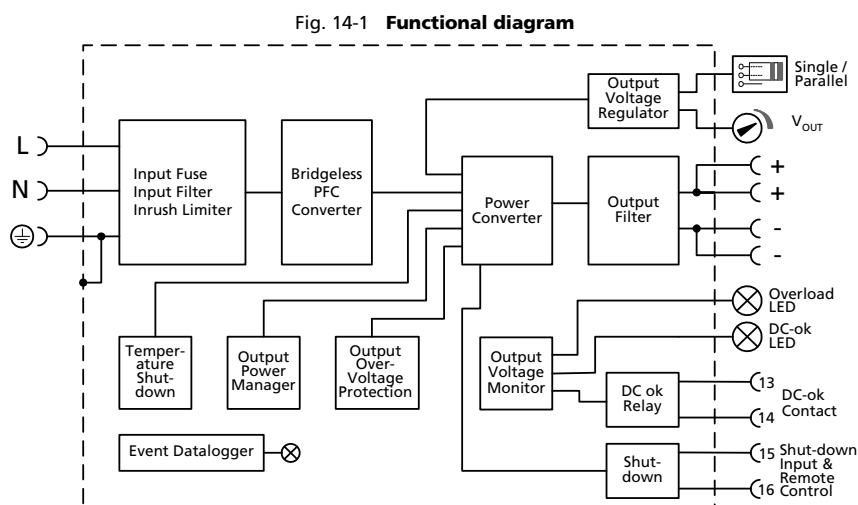 Fig. 14-1 Functional diagram
Single /
Parallel
Output
Voltage
Regulator
VOUT
L
N
Input Fuse
Input Filter
Inrush Limiter
Bridgeless
PFC
Converter
Power
Converter
Output
Filter
+
+
-
-
Overload
LED
DC-ok
LED
Temper-
ature
Shut-
down
Output
Power
Manager
Output
Over-
Voltage
Protection
Output
Voltage
Monitor
DC ok
Relay
13
14
DC-ok
Contact
Event Datalogger
Shut-
down
15
16
Shut-down
Input &
Remote
Control